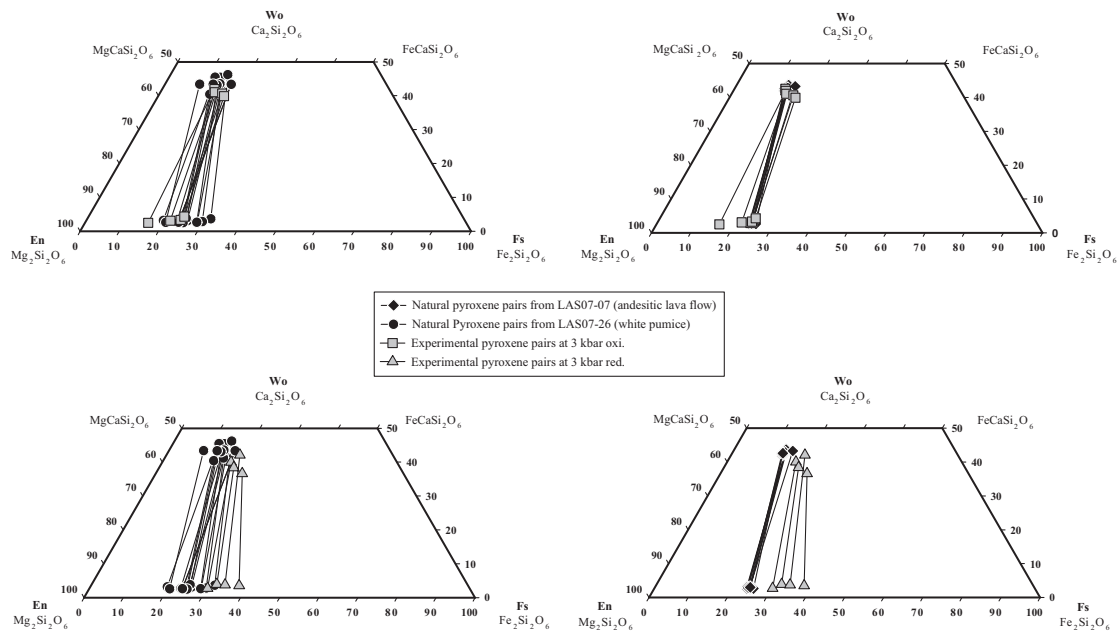 Wo
Ca2Si2O6
MgCaSi2O6
FeCaSi2O6
50
50
60
40
70
30
80
20
90
10
100
0
En
Mg2Si2O6
10
20
30
40
50
60
70
80
90
100
Fs
Fe2Si2O6
Wo
Ca2Si2O6
MgCaSi2O6
FeCaSi2O6
50
50
60
40
70
30
80
20
90
10
100
0
En
Mg2Si2O6
10
20
30
40
50
60
70
80
90
100
Fs
Fe2Si2O6
Natural pyroxene pairs from LAS07-07 (andesitic lava flow)
Natural Pyroxene pairs from LAS07-26 (white pumice)
Experimental pyroxene pairs at 3 kbar oxi.
Experimental pyroxene pairs at 3 kbar red.
Wo
Ca2Si2O6
MgCaSi2O6
FeCaSi2O6
50
50
60
40
70
30
80
20
90
10
100
0
En
Mg2Si2O6
10
20
30
40
50
60
70
80
90
100
Fs
Fe2Si2O6
Wo
Ca2Si2O6
MgCaSi2O6
FeCaSi2O6
50
50
60
40
70
30
80
20
90
10
100
0
En
Mg2Si2O6
10
20
30
40
50
60
70
80
90
100
Fs
Fe2Si2O6